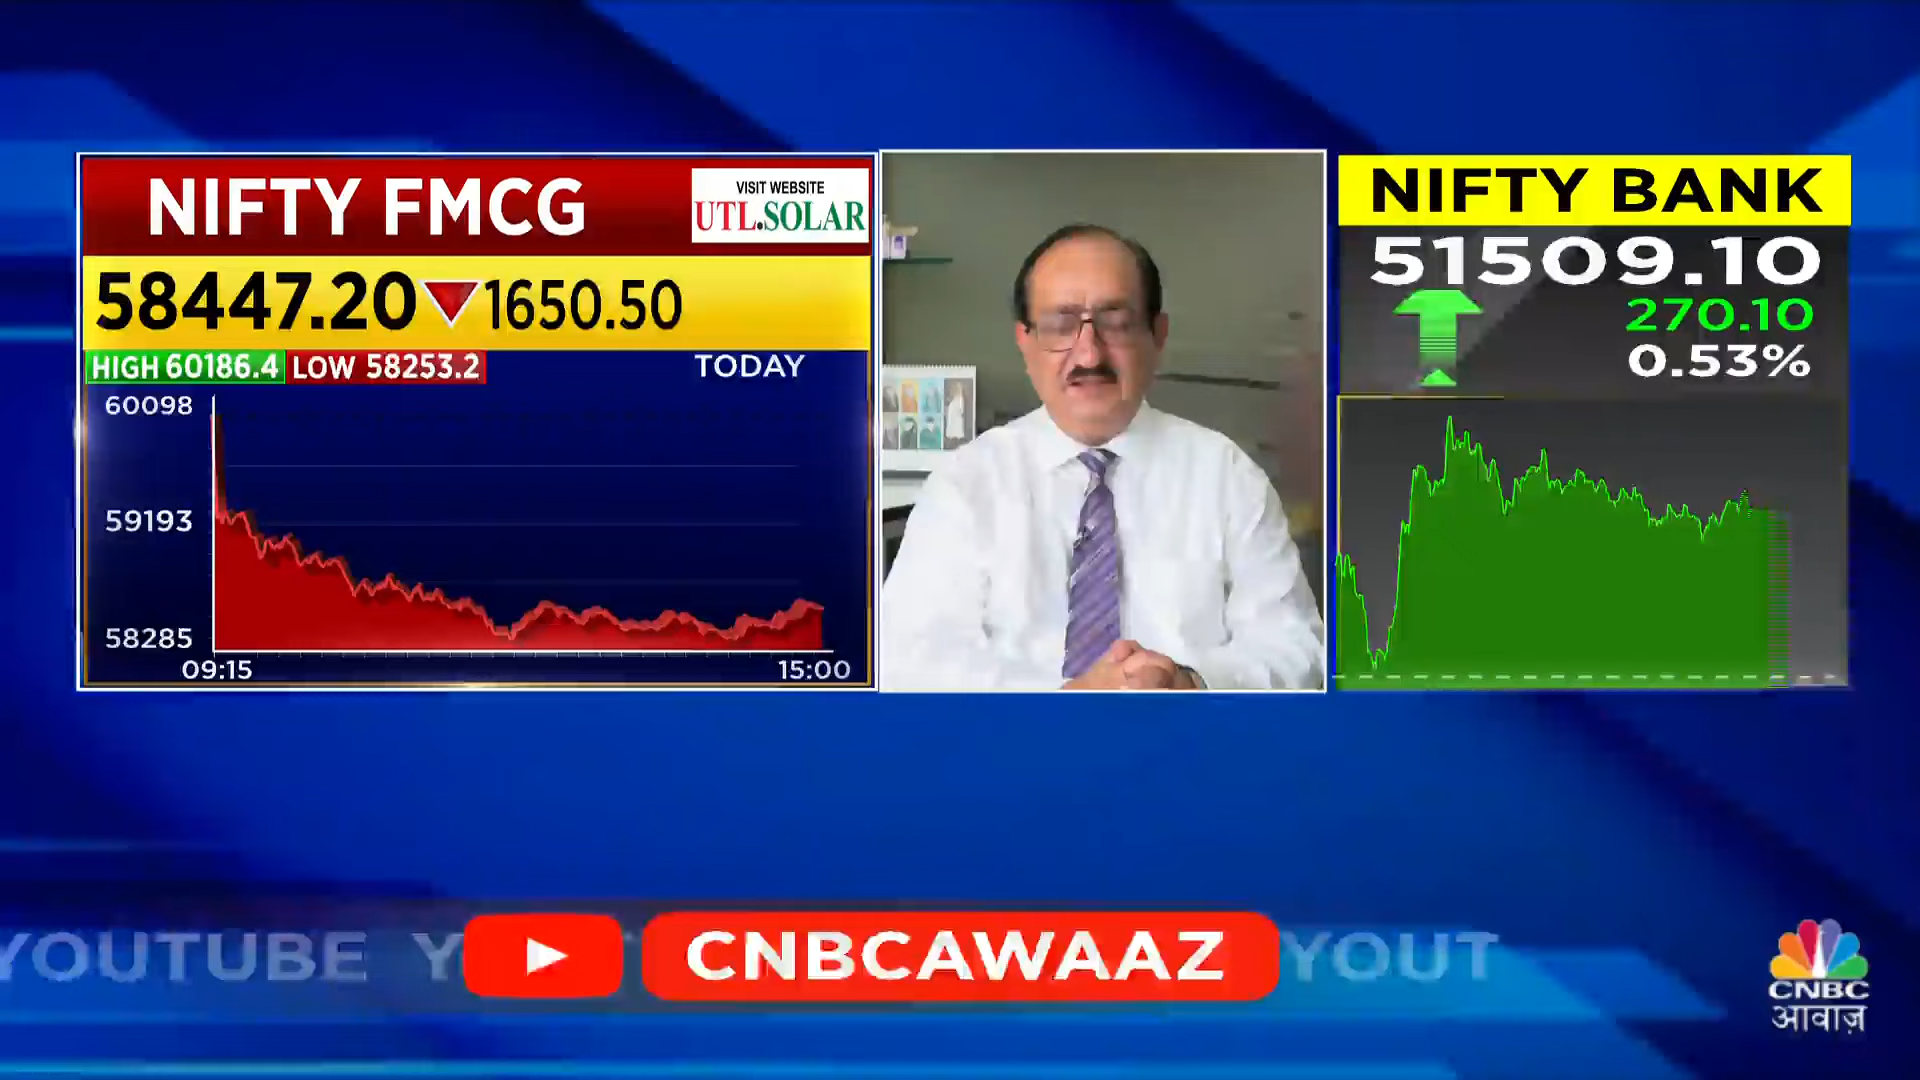 NIFTY FMCG
VISIT WEBSITE
UTL.SOLAR
58447.20 1650.50
HIGH 60186.4 LOW 58253.2 TODAY
60098
59193
58285
09:15 15:00
NIFTY BANK
51509.10
270.10
0.53%
YOUTUBE Y CNBCAWAAZ YOUT
CNBC
आवाज़